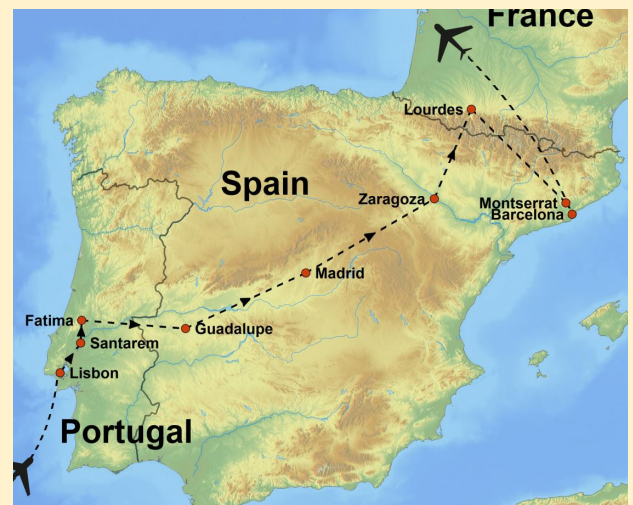 France
Lourdes
Spain
Zaragoza
Montserrat
Barcelona
Madrid
Fatima
Guadalupe
Santarem
Lisbon
Portugal